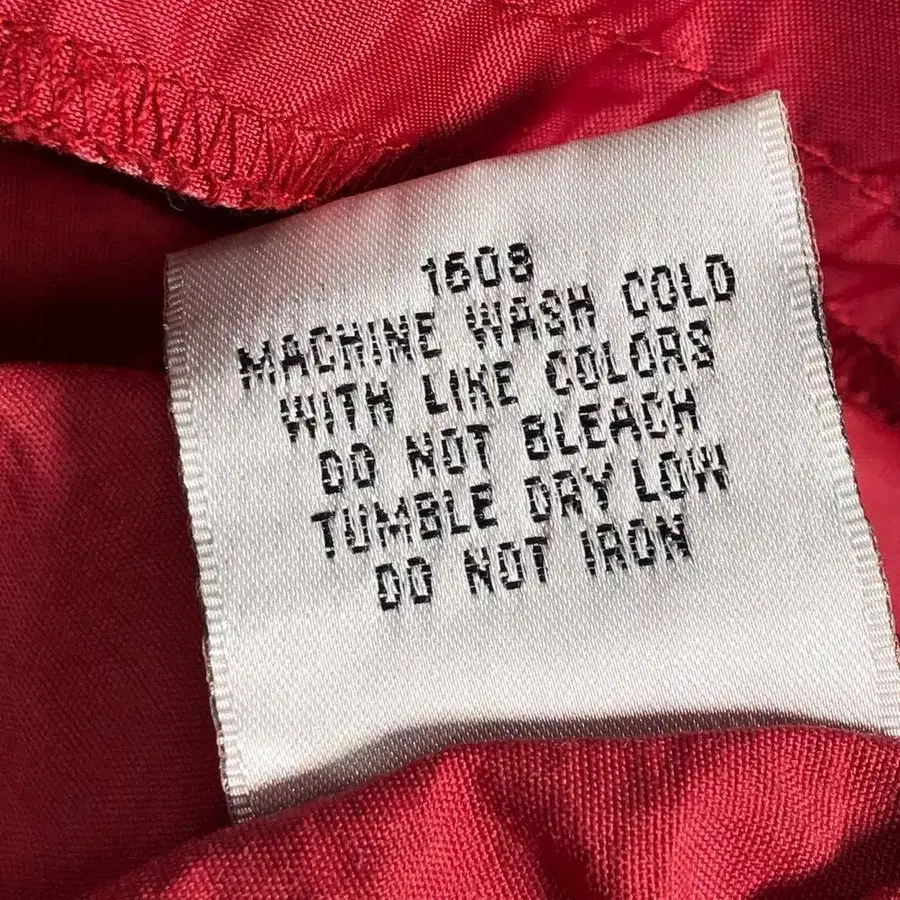 1608
MACHINE WASH COLD
WITH LIKE COLORS
DO NOT BLEACH
TUMBLE DRY LOW
DO NOT IRON